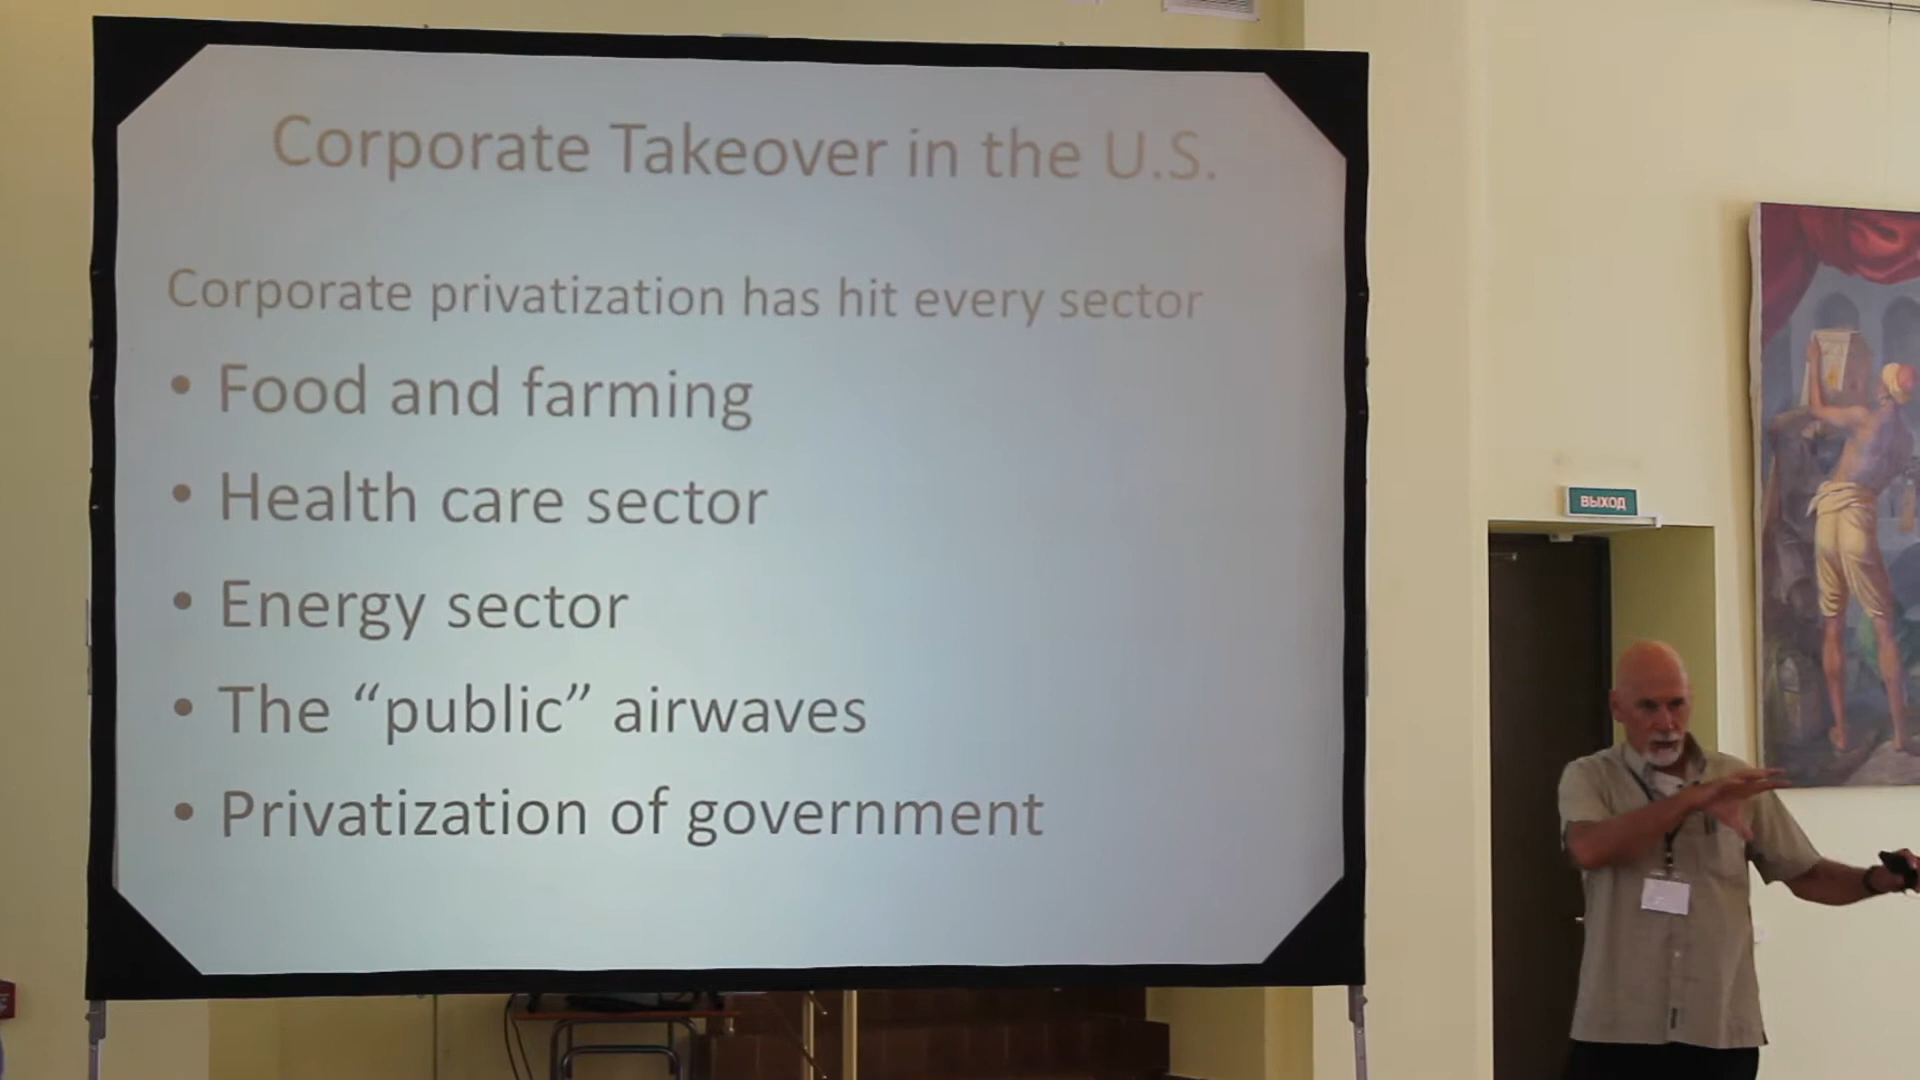 Corporate Takeover in the U.S.
Corporate privatization has hit every sector
• Food and farming
• Health care sector
• Energy sector
• The “public” airwaves
• Privatization of government
ВЫХОД